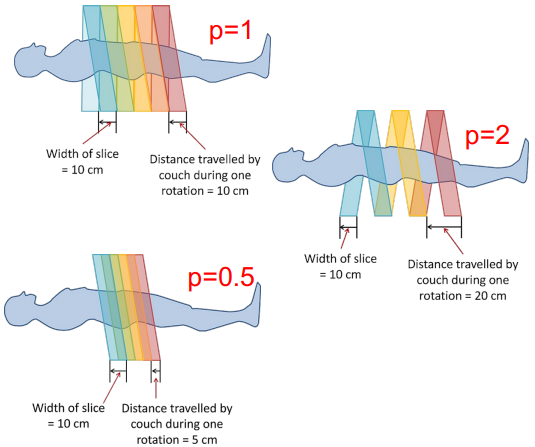 p=1
Width of slice
= 10 cm
Distance travelled by
couch during one
rotation = 10 cm
p=2
Width of slice
= 10 cm
Distance travelled by
couch during one
rotation = 20 cm
p=0.5
Width of slice
= 10 cm
Distance travelled by
couch during one
rotation = 5 cm